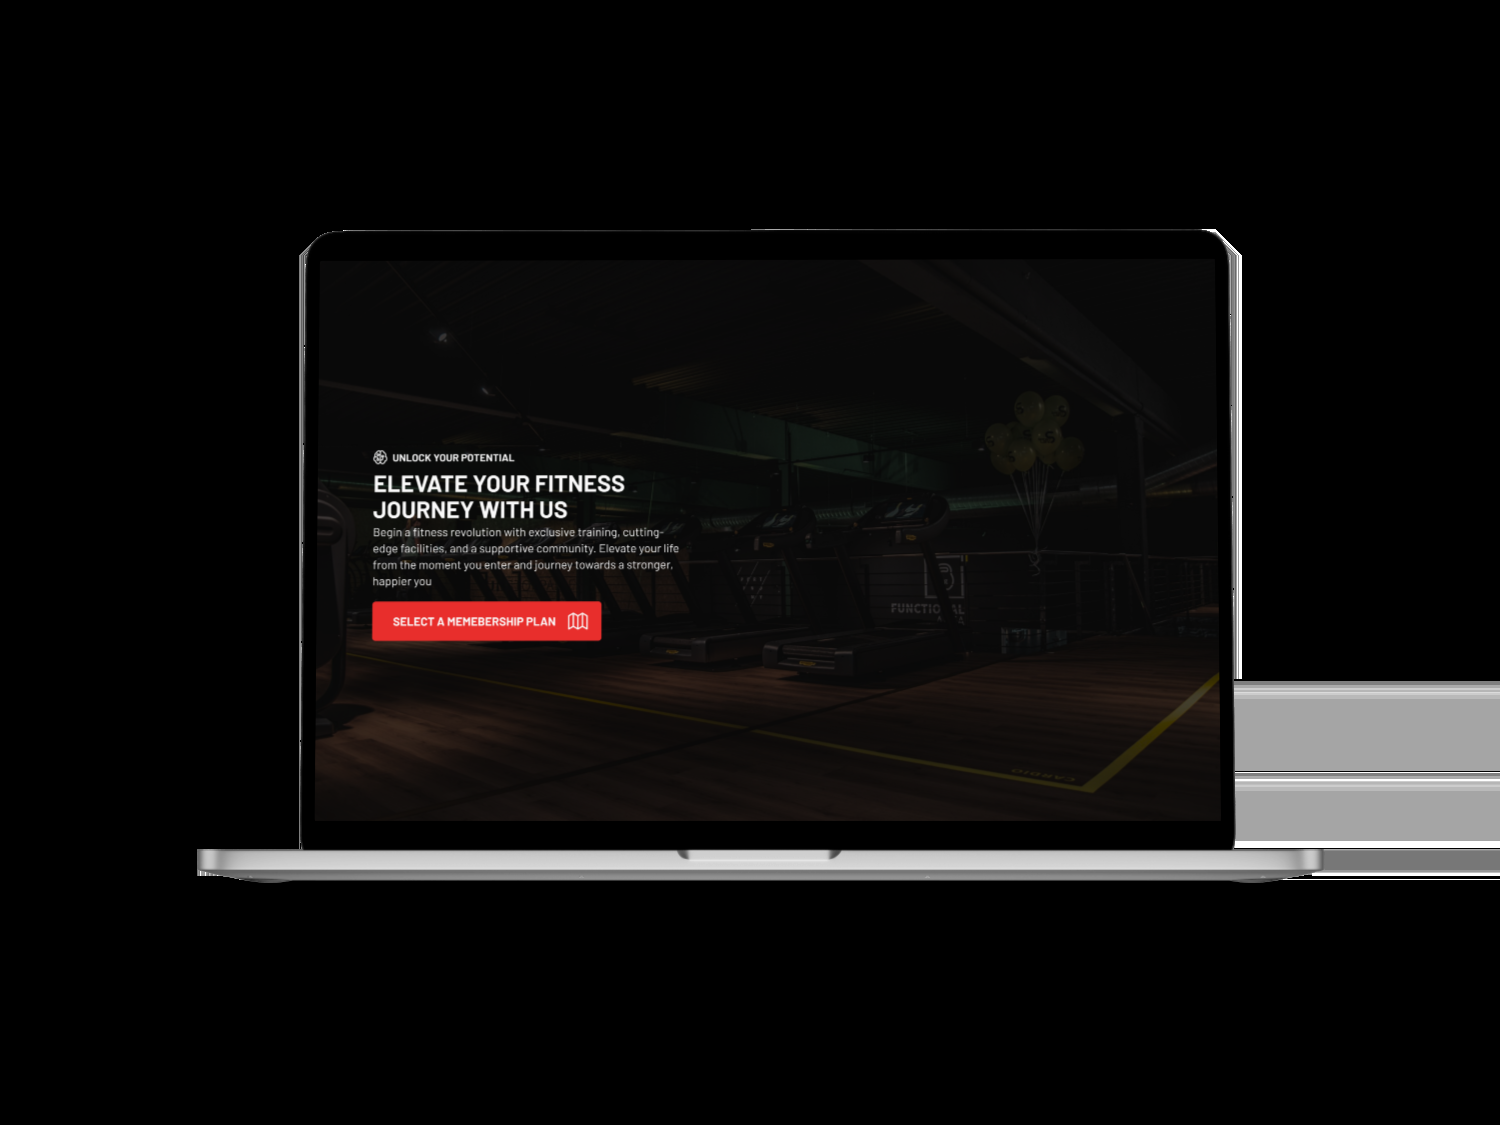 UNLOCK YOUR POTENTIAL
ELEVATE YOUR FITNESS
JOURNEY WITH US
Begin a fitness revolution with exclusive training, cutting-
edge facilities, and a supportive community. Elevate your life
from the moment you enter and journey towards a stronger,
happier you
SELECT A MEMEBERSHIP PLAN
FUNCTIONAL
CARDIO